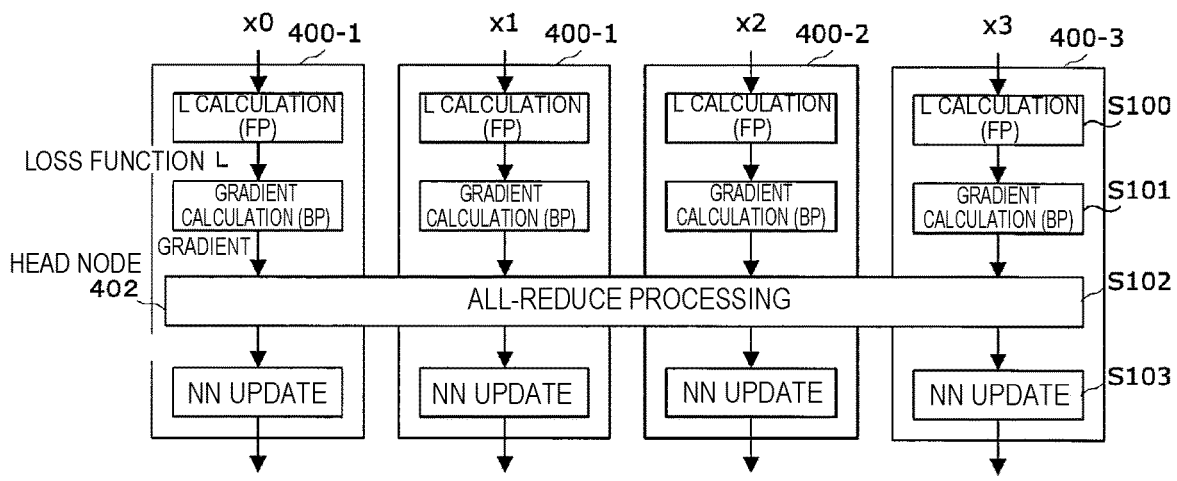 x0 400-1 x1 400-1 x2 400-2 x3 400-3
L CALCULATION L CALCULATION L CALCULATION L CALCULATION S100
(FP) (FP) (FP) (FP)
LOSS FUNCTION L
GRADIENT GRADIENT GRADIENT GRADIENT S101
CALCULATION (BP) CALCULATION (BP) CALCULATION (BP) CALCULATION (BP)
GRADIENT
HEAD NODE
402 ALL-REDUCE PROCESSING S102
NN UPDATE NN UPDATE NN UPDATE NN UPDATE S103